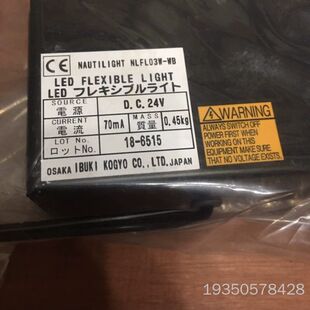 CE NAUTILIGHT NLFL03W-WB
LED FLEXIBLE LIGHT
LED フレキシブルライト
SOURCE 電源 D.C. 24V
CURRENT 電流 70mA MASS 質量 0.45kg
LOT No. ロットNo. 18-6515
OSAKA IBUKI KOGYO CO., LTD, JAPAN
WARNING
ALWAYS SWITCH OFF
POWER FIRST WHEN
WORKING ON THIS
EQUIPMENT MAKE SURE
THAT NO VOLTAGE EXISTS.
19350578428